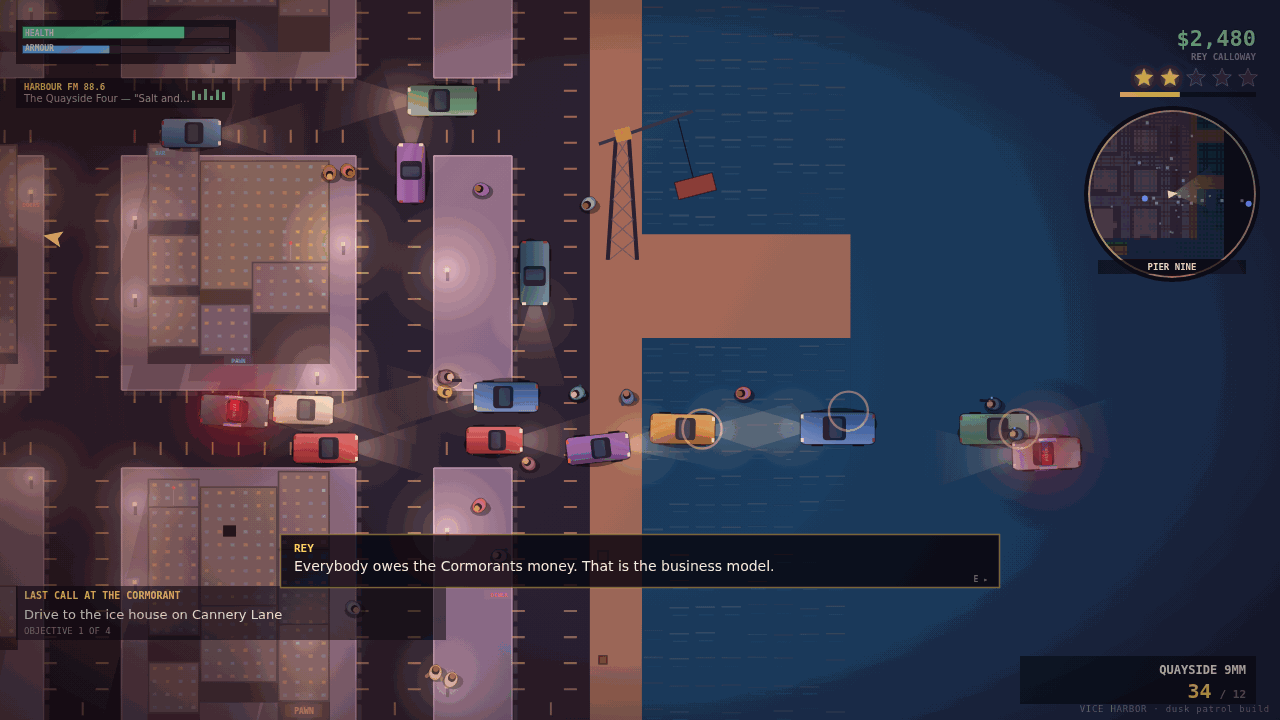 HEALTH
ARMOUR
HARBOUR FM 88.6
The Quayside Four — "Salt and...
$2,480
REY CALLOWAY
PIER NINE
REY
Everybody owes the Cormorants money. That is the business model.
E
LAST CALL AT THE CORMORANT
Drive to the ice house on Cannery Lane
OBJECTIVE 1 OF 4
PAWN
QUAYSIDE 9MM
34 / 12
VICE HARBOR · dusk patrol build